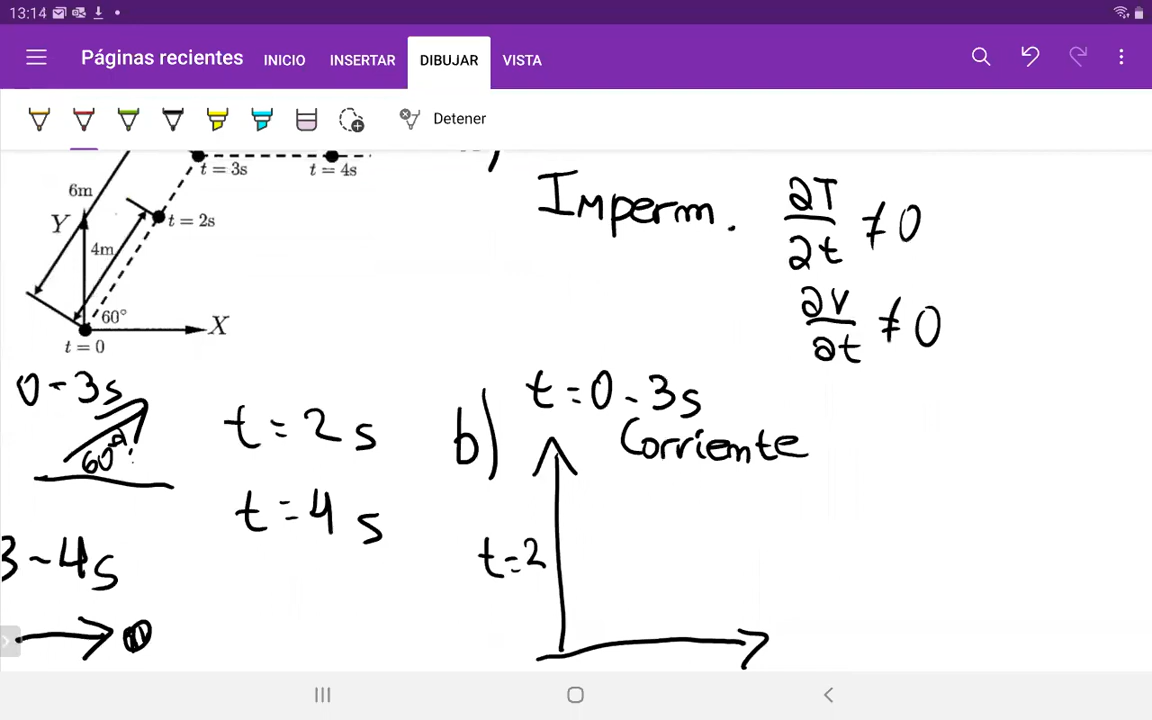 13:14
Páginas recientes INICIO INSERTAR DIBUJAR VISTA
Detener
t = 3s t = 4s
6m
Y
t = 2s
4m
60°
X
t = 0
Imperm. ∂T/∂t ≠ 0
∂V/∂t ≠ 0
0 - 3s
60°
t = 2 s
t = 4 s
3 - 4s
b) t = 0 - 3s
Corriente
t = 2